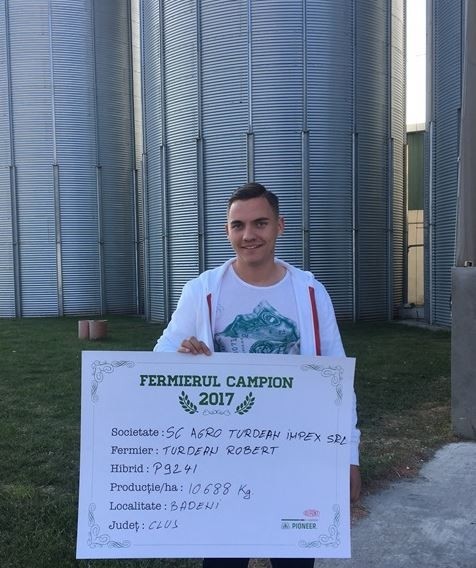 FERMIERUL CAMPION
2017
Societate : SC AGRO TURDEAN IMPEX SRL
Fermier : TURDEAN ROBERT
Hibrid : P9241
Producție/ha : 10688 Kg.
Localitate : BADENI
Județ : CLUJ
DUPONT
PIONEER